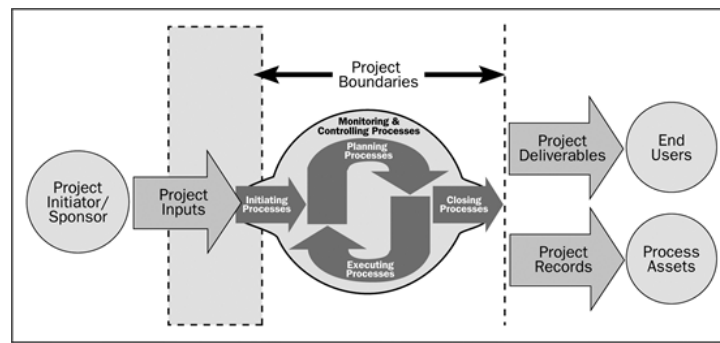 Project
Boundaries
Monitoring &
Controlling Processes
Planning
Processes
Project
Initiator/
Sponsor
Project
Inputs
Initiating
Processes
Closing
Processes
Executing
Processes
Project
Deliverables
End
Users
Project
Records
Process
Assets